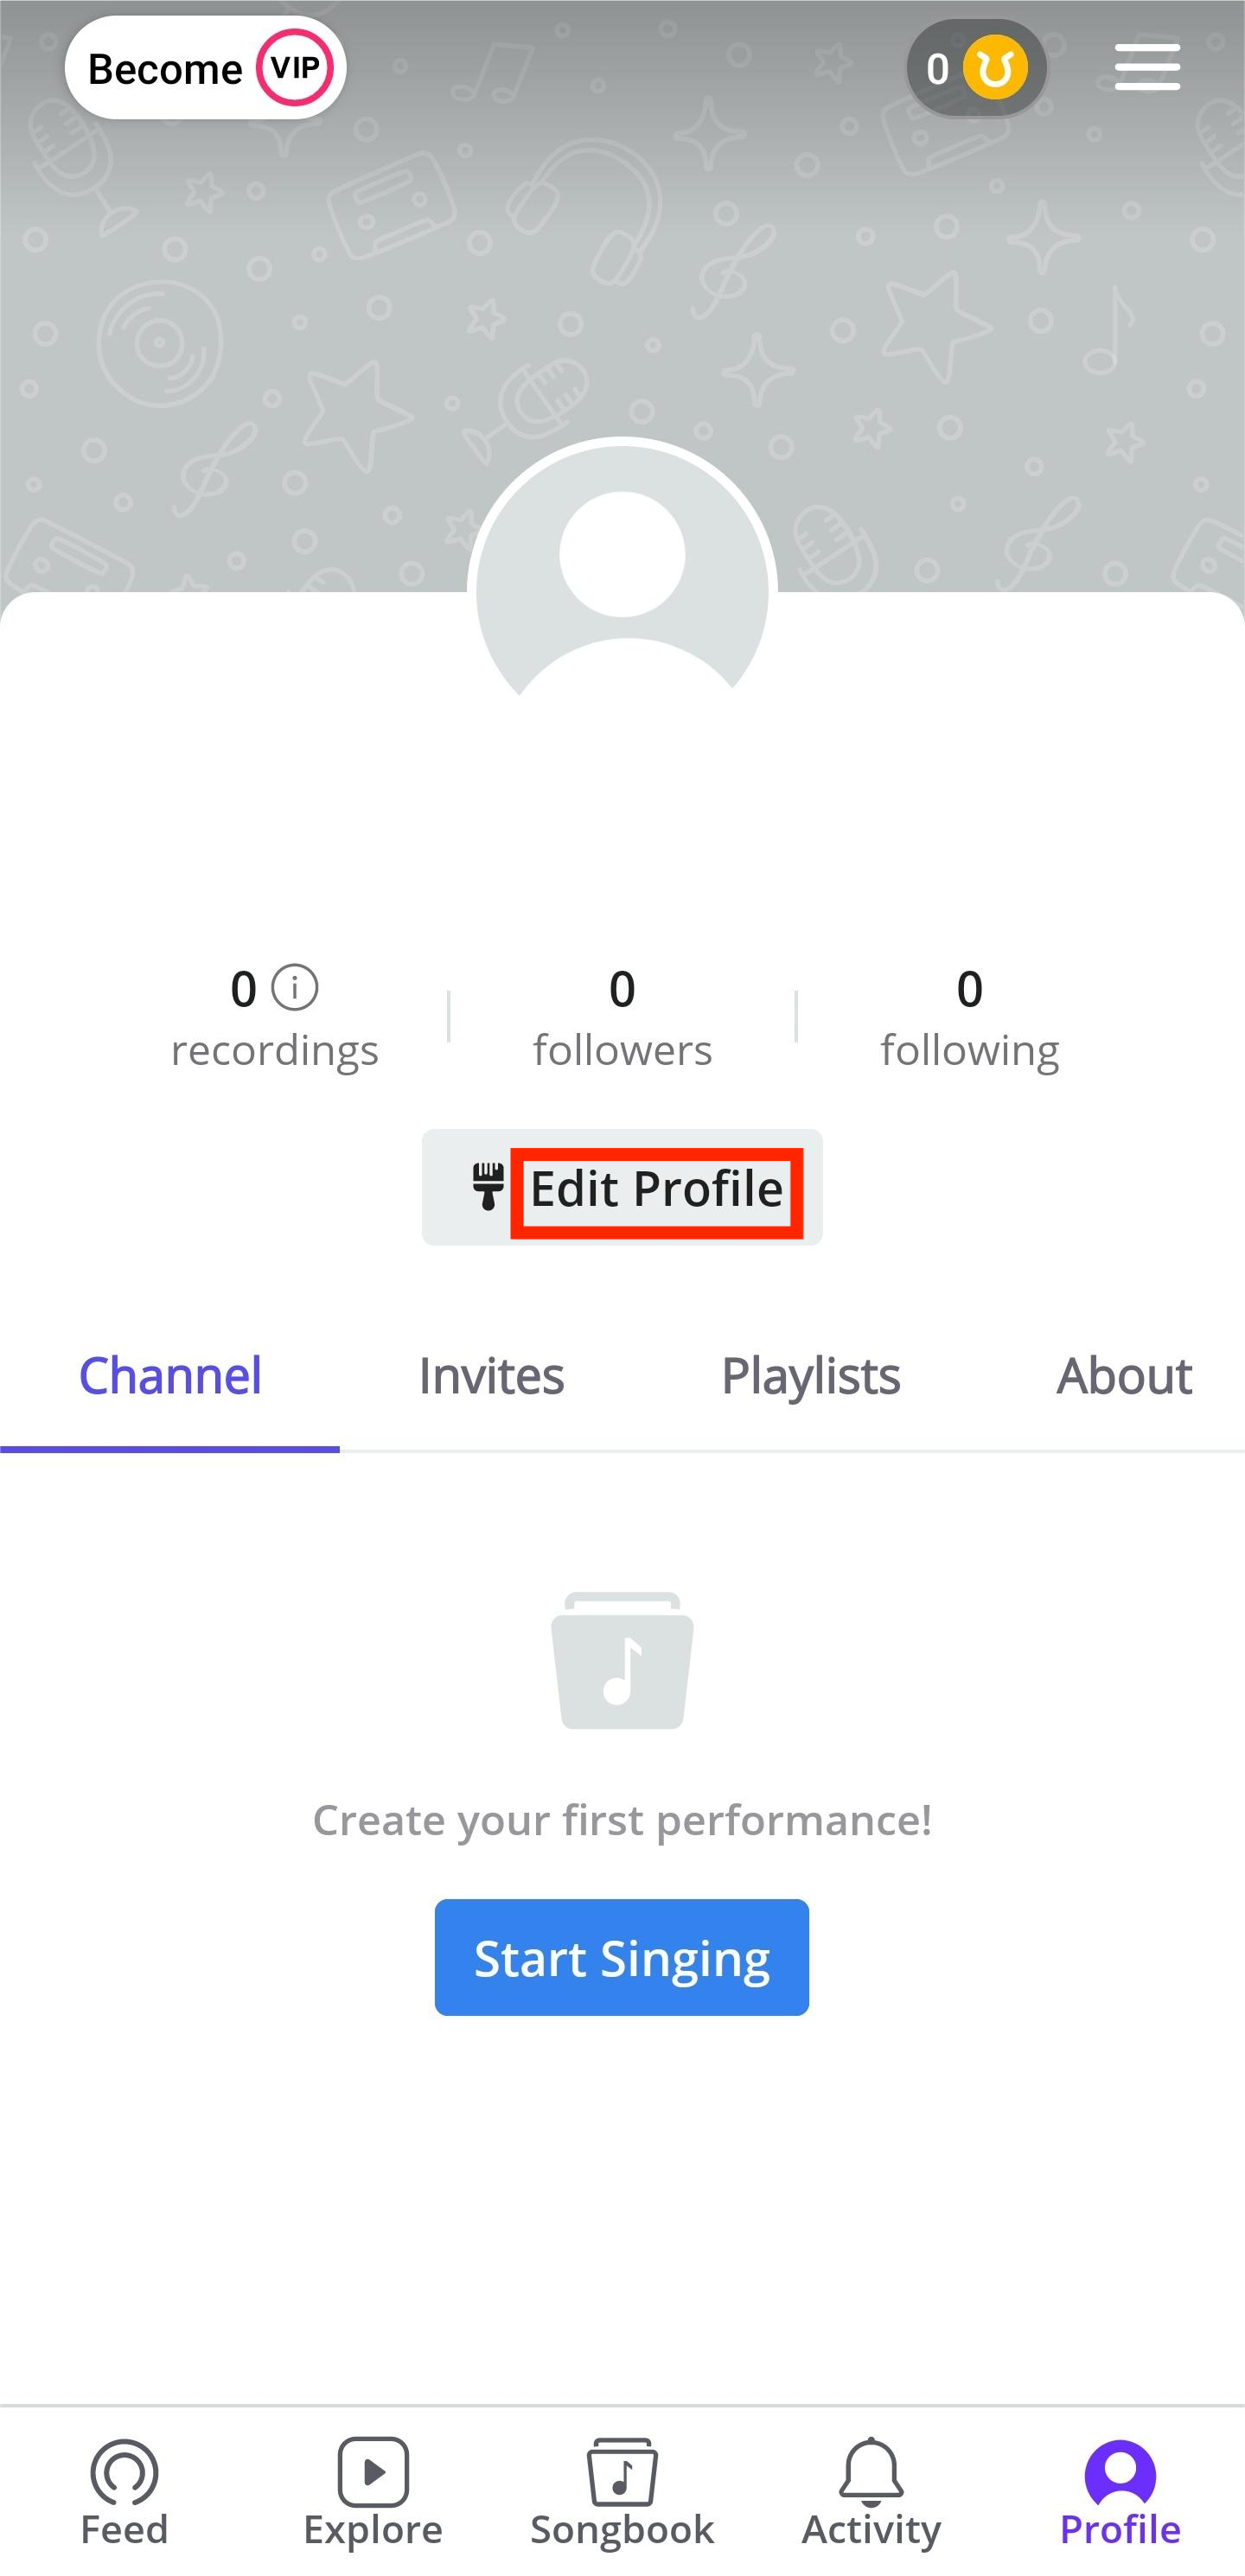 Become VIP
0
0
recordings
0
followers
0
following
Edit Profile
Channel Invites Playlists About
Create your first performance!
Start Singing
Feed Explore Songbook Activity Profile